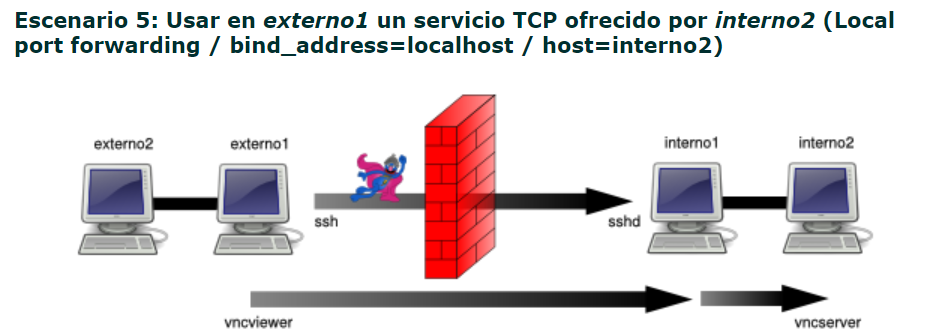 Escenario 5: Usar en externo1 un servicio TCP ofrecido por interno2 (Local
port forwarding / bind_address=localhost / host=interno2)
externo2 externo1 interno1 interno2
ssh sshd
vncviewer vncserver